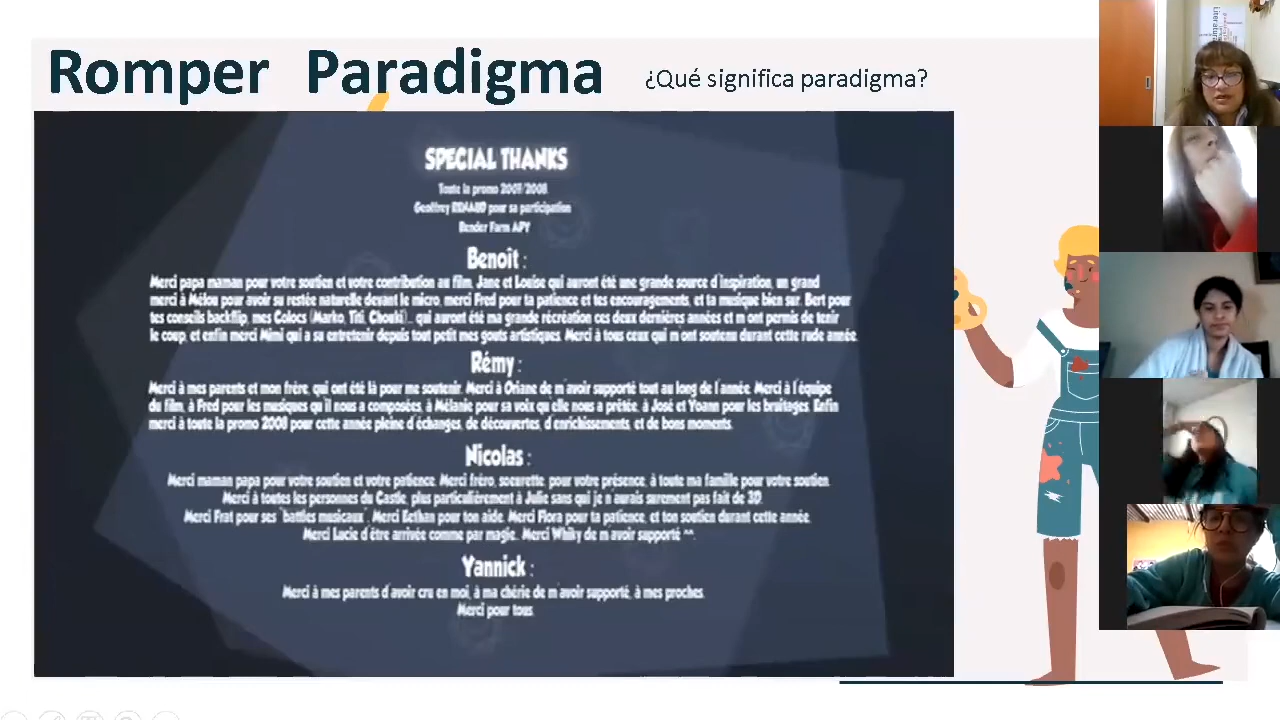 Romper Paradigma
¿Qué significa paradigma?
SPECIAL THANKS
Toute la promo 2007/2008
Geoffrey RENAUD pour sa participation
Render Farm APY
Benoît :
Merci papa maman pour votre soutien et votre contribution au film, Jane et Louise qui auront été une grande source d'inspiration, un grand
merci à Mélou pour avoir su restée naturelle devant le micro, merci Fred pour ta patience et tes encouragements, et ta musique bien sur. Bert pour
tes conseils backflip, mes Colocs (Marko, Titi, Chouki)... qui auront été ma grande récréation ces deux dernières années et m'ont permis de tenir
le coup, et enfin merci Mimi qui a su entretenir depuis tout petit mes gouts artistiques. Merci à tous ceux qui m'ont soutenu durant cette rude année.
Rémy :
Merci à mes parents et mon frère, qui ont été là pour me soutenir. Merci à Oriane de m'avoir supporté tout au long de l'année. Merci à l'équipe
du film, à Fred pour les musiques qu'il nous a composées, à Mélanie pour sa voix qu'elle nous a prêtée, à José et Yoann pour les bruitages. Enfin
merci à toute la promo 2008 pour cette année pleine d'échanges, de découvertes, d'enrichissements, et de bons moments.
Nicolas :
Merci maman papa pour votre soutien et votre patience. Merci fréro, soeurette, pour votre présence, à toute ma famille pour votre soutien.
Merci à toutes les personnes du Castle, plus particulièrement à Julie sans qui je n'aurais surement pas fait de 3D.
Merci Frat pour ses "battles musicaux". Merci Eethan pour ton aide. Merci Flora pour ta patience, et ton soutien durant cette année.
Merci Lucie d'être arrivée comme par magie. Merci Whiky de m'avoir supporté ^^.
Yannick :
Merci à mes parents d'avoir cru en moi, à ma chérie de m'avoir supporté, à mes proches.
Merci pour tous.
Literatura